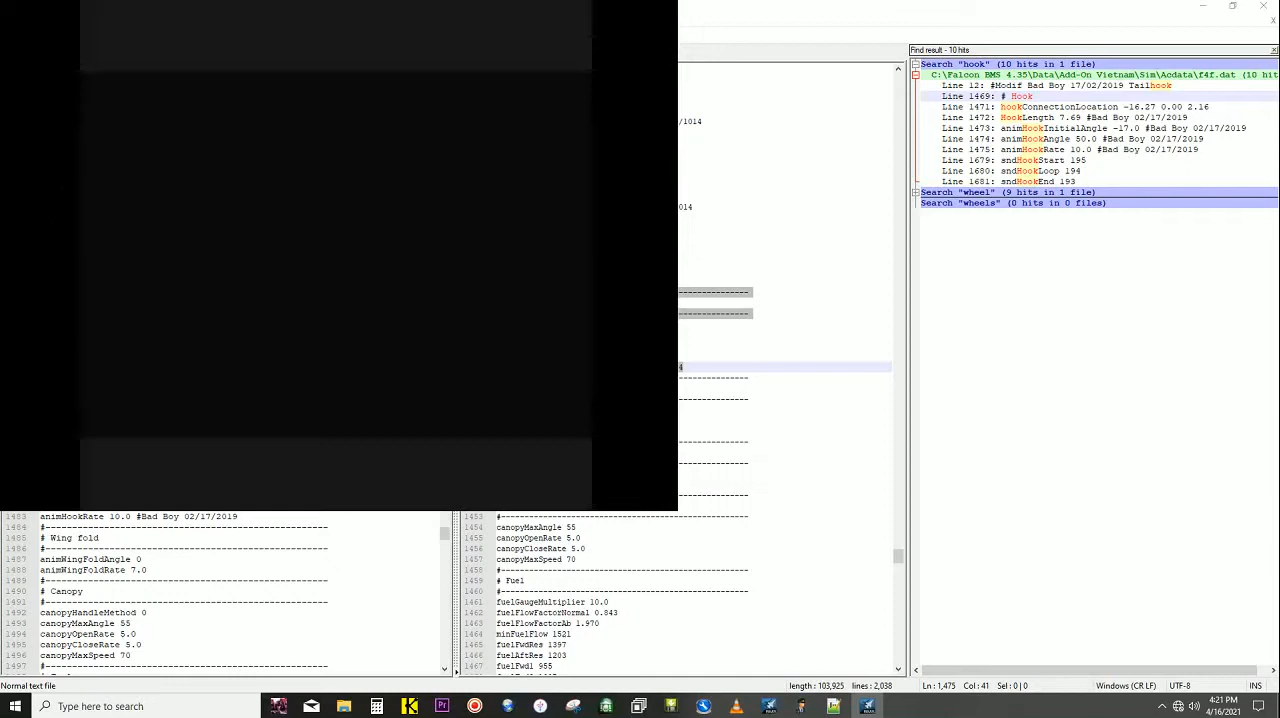 /1014
014
---------------
---------------
4
---------------
---------------
---------------
---------------
---------------
1483 animHookRate 10.0 #Bad Boy 02/17/2019
1484 #------------------------------------------------------
1485 # Wing fold
1486 #------------------------------------------------------
1487 animWingFoldAngle 0
1488 animWingFoldRate 7.0
1489 #------------------------------------------------------
1490 # Canopy
1491 #------------------------------------------------------
1492 canopyHandleMethod 0
1493 canopyMaxAngle 55
1494 canopyOpenRate 5.0
1495 canopyCloseRate 5.0
1496 canopyMaxSpeed 70
1497 #------------------------------------------------------
1453 #------------------------------------------------------
1454 canopyMaxAngle 55
1455 canopyOpenRate 5.0
1456 canopyCloseRate 5.0
1457 canopyMaxSpeed 70
1458 #------------------------------------------------------
1459 # Fuel
1460 #------------------------------------------------------
1461 fuelGaugeMultiplier 10.0
1462 fuelFlowFactorNormal 0.843
1463 fuelFlowFactorAb 1.970
1464 minFuelFlow 1521
1465 fuelFwdRes 1397
1466 fuelAftRes 1203
1467 fuelFwd1 955
Find result - 10 hits
Search "hook" (10 hits in 1 file)
C:\Falcon BMS 4.35\Data\Add-On Vietnam\Sim\Acdata\f4f.dat (10 hit
Line 12: #Modif Bad Boy 17/02/2019 Tailhook
Line 1469: # Hook
Line 1471: hookConnectionLocation -16.27 0.00 2.16
Line 1472: HookLength 7.69 #Bad Boy 02/17/2019
Line 1473: animHookInitialAngle -17.0 #Bad Boy 02/17/2019
Line 1474: animHookAngle 50.0 #Bad Boy 02/17/2019
Line 1475: animHookRate 10.0 #Bad Boy 02/17/2019
Line 1679: sndHookStart 195
Line 1680: sndHookLoop 194
Line 1681: sndHookEnd 193
Search "wheel" (9 hits in 1 file)
Search "wheels" (0 hits in 0 files)
Normal text file length : 103,925 lines : 2,038 Ln : 1,475 Col : 41 Sel : 0 | 0 Windows (CR LF) UTF-8 INS
Type here to search
4:21 PM
4/16/2021